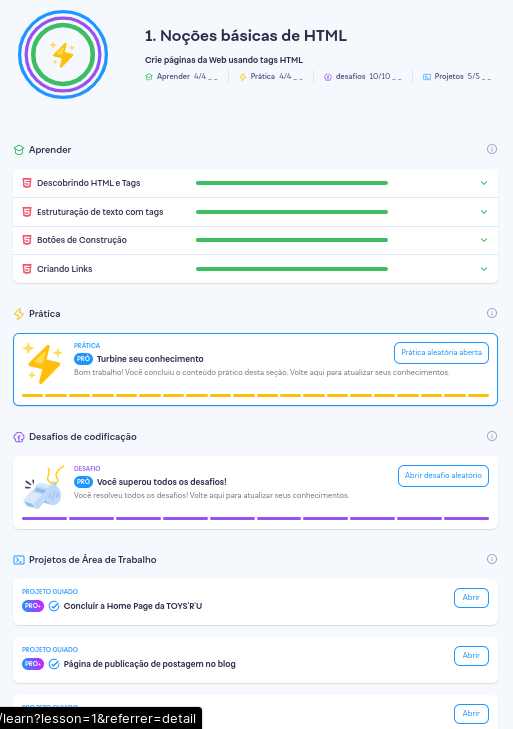 1. Noções básicas de HTML
Crie páginas da Web usando tags HTML
Aprender 4/4 _ _ Prática 4/4 _ _ desafios 10/10 _ _ Projetos 5/5 _ _
Aprender
Descobrindo HTML e Tags
Estruturação de texto com tags
Botões de Construção
Criando Links
Prática
PRÁTICA
PRÓ Turbine seu conhecimento
Prática aleatória aberta
Bom trabalho! Você concluiu o conteúdo prático desta seção. Volte aqui para atualizar seus conhecimentos.
Desafios de codificação
DESAFIO
PRÓ Você superou todos os desafios!
Abrir desafio aleatório
Você resolveu todos os desafios! Volte aqui para atualizar seus conhecimentos.
Projetos de Área de Trabalho
PROJETO GUIADO
PRO+ Concluir a Home Page da TOYS'R'U
Abrir
PROJETO GUIADO
PRO+ Página de publicação de postagem no blog
Abrir
PROJETO GUIADO
Abrir
/learn?lesson=1&referrer=detail